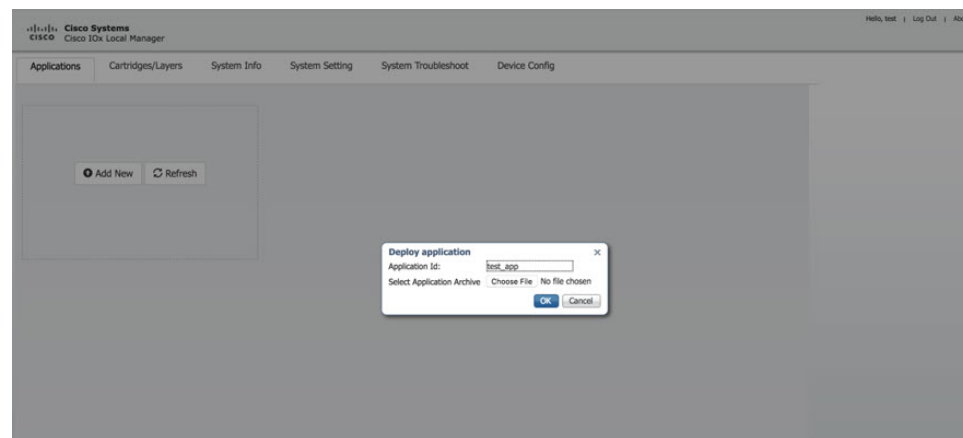 Hello, test | Log Out | Abo
Cisco Systems
CISCO Cisco IOx Local Manager
Applications Cartridges/Layers System Info System Setting System Troubleshoot Device Config
Add New Refresh
Deploy application
Application Id: test_app
Select Application Archive Choose File No file chosen
OK Cancel